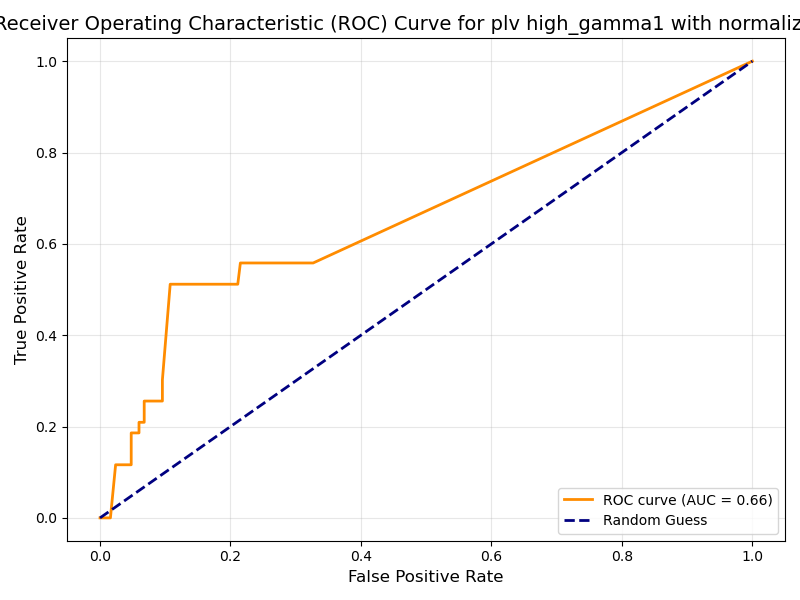 Receiver Operating Characteristic (ROC) Curve for plv high_gamma1 with normaliz
1.0
0.8
0.6
0.4
0.2
0.0
True Positive Rate
ROC curve (AUC = 0.66)
Random Guess
0.0 0.2 0.4 0.6 0.8 1.0
False Positive Rate